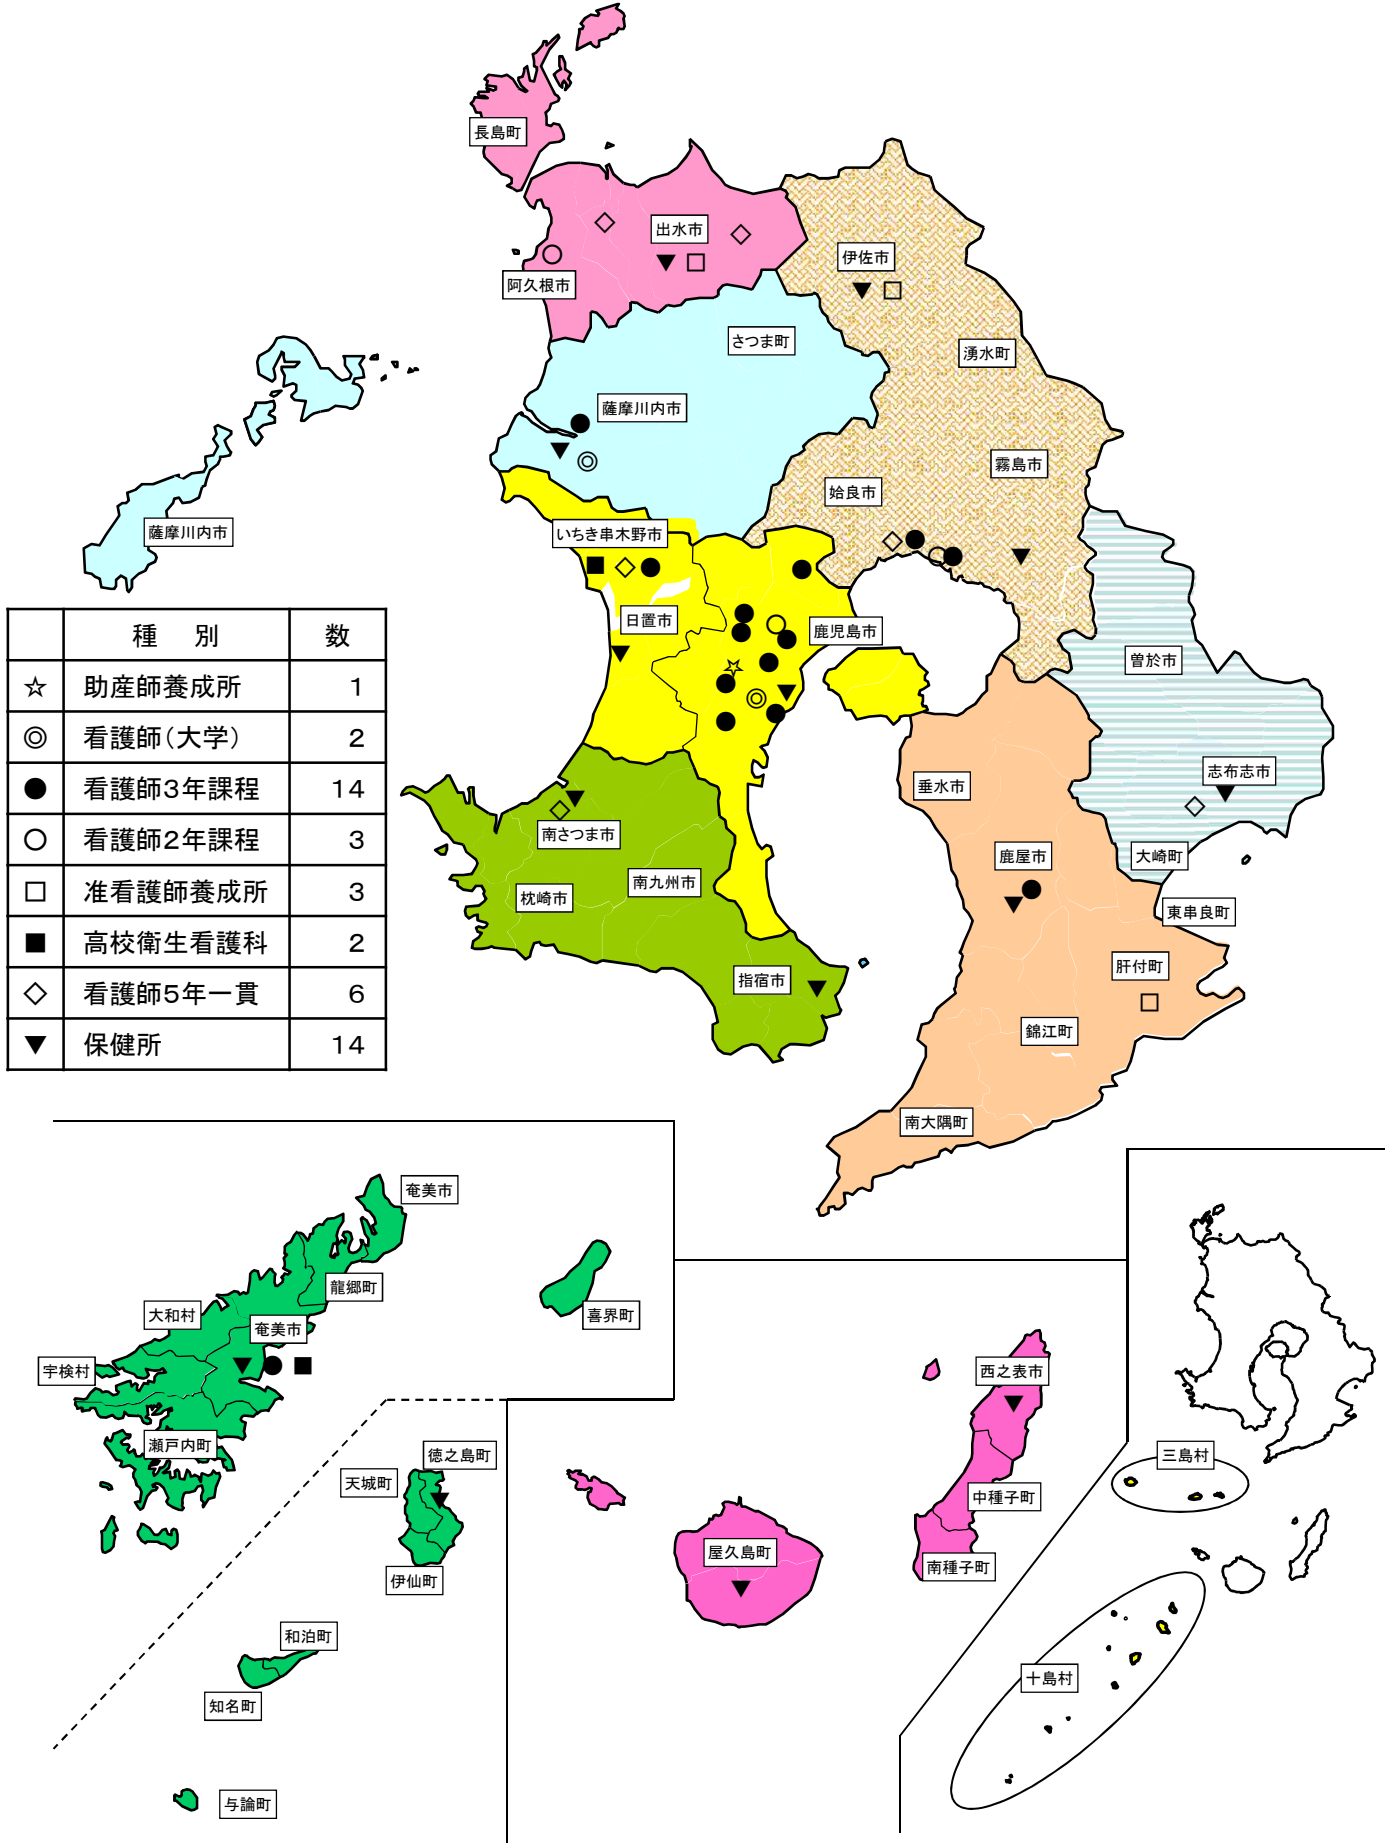 長島町
出水市
阿久根市
伊佐市
さつま町
湧水町
薩摩川内市
霧島市
姶良市
薩摩川内市
いちき串木野市
日置市
鹿児島市
曽於市
種 別 数
☆ 助産師養成所 1
◎ 看護師(大学) 2
● 看護師3年課程 14
○ 看護師2年課程 3
□ 准看護師養成所 3
■ 高校衛生看護科 2
◇ 看護師5年一貫 6
▼ 保健所 14
志布志市
垂水市
南さつま市
鹿屋市
大崎町
南九州市
枕崎市
東串良町
肝付町
指宿市
錦江町
南大隅町
奄美市
龍郷町
大和村
喜界町
奄美市
宇検村
西之表市
瀬戸内町
徳之島町
三島村
天城町
中種子町
屋久島町
南種子町
伊仙町
和泊町
十島村
知名町
与論町